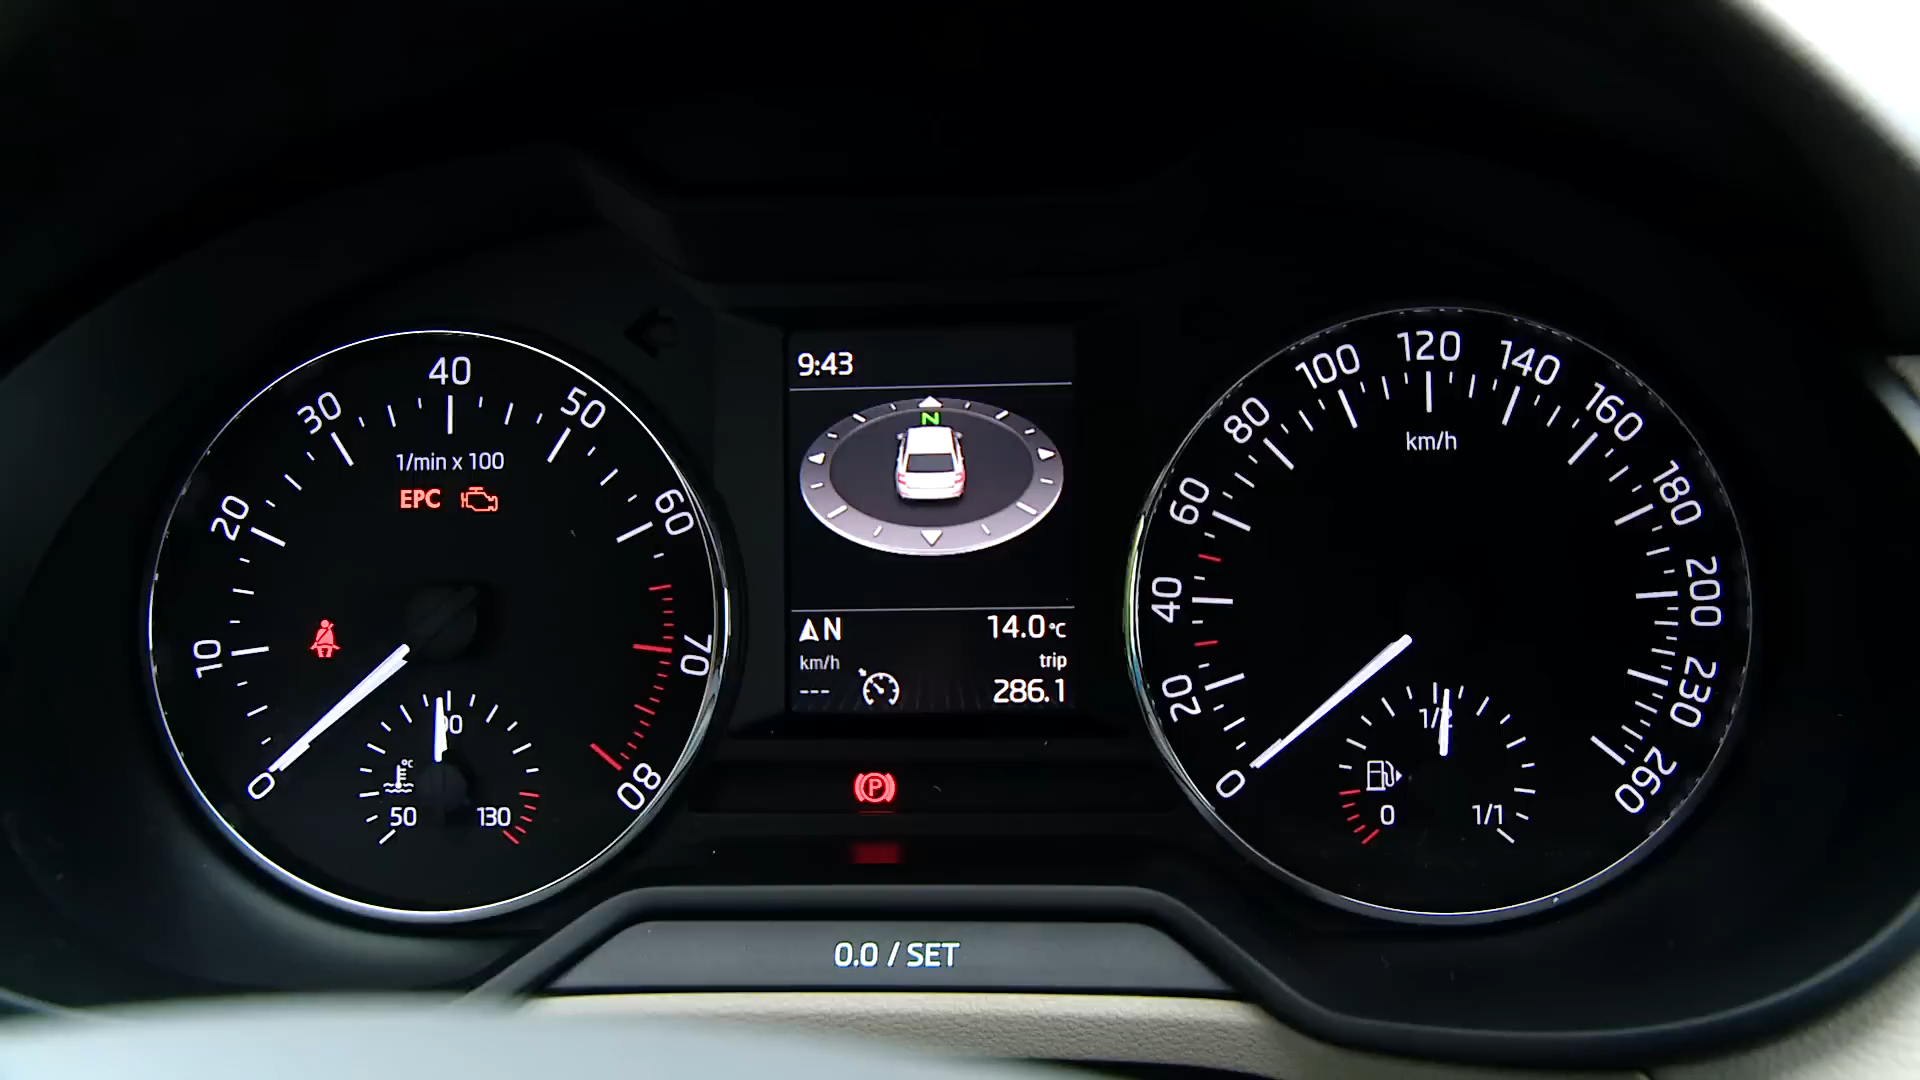 40
30
50
20
60
10
70
0
80
1/min x 100
EPC
90
°C
50
130
9:43
N
N
14.0°C
km/h
trip
---
286.1
P
0.0 / SET
120
100
140
80
160
60
180
40
200
20
230
0
260
km/h
1/2
0
1/1